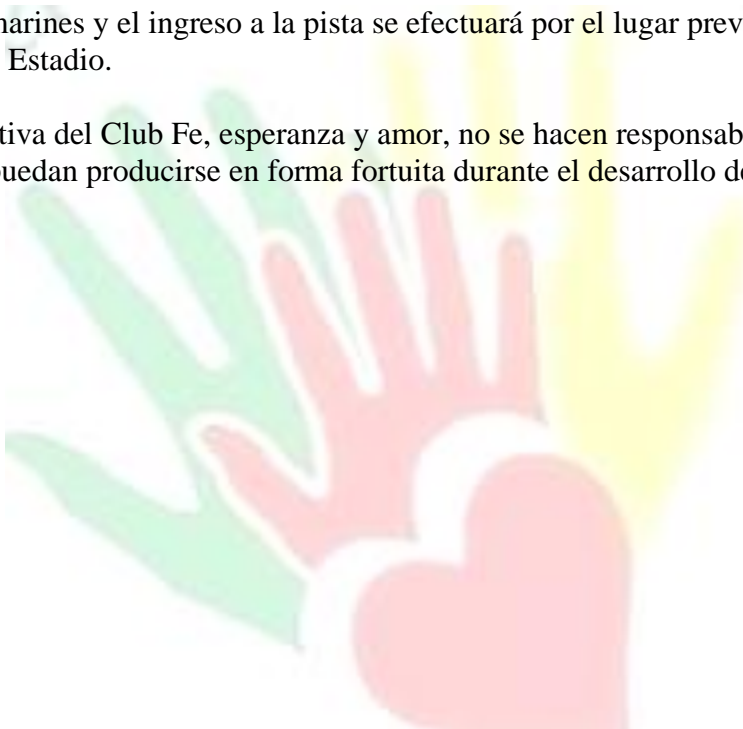 marines y el ingreso a la pista se efectuará por el lugar prev
Estadio.
tiva del Club Fe, esperanza y amor, no se hacen responsab
puedan producirse en forma fortuita durante el desarrollo de